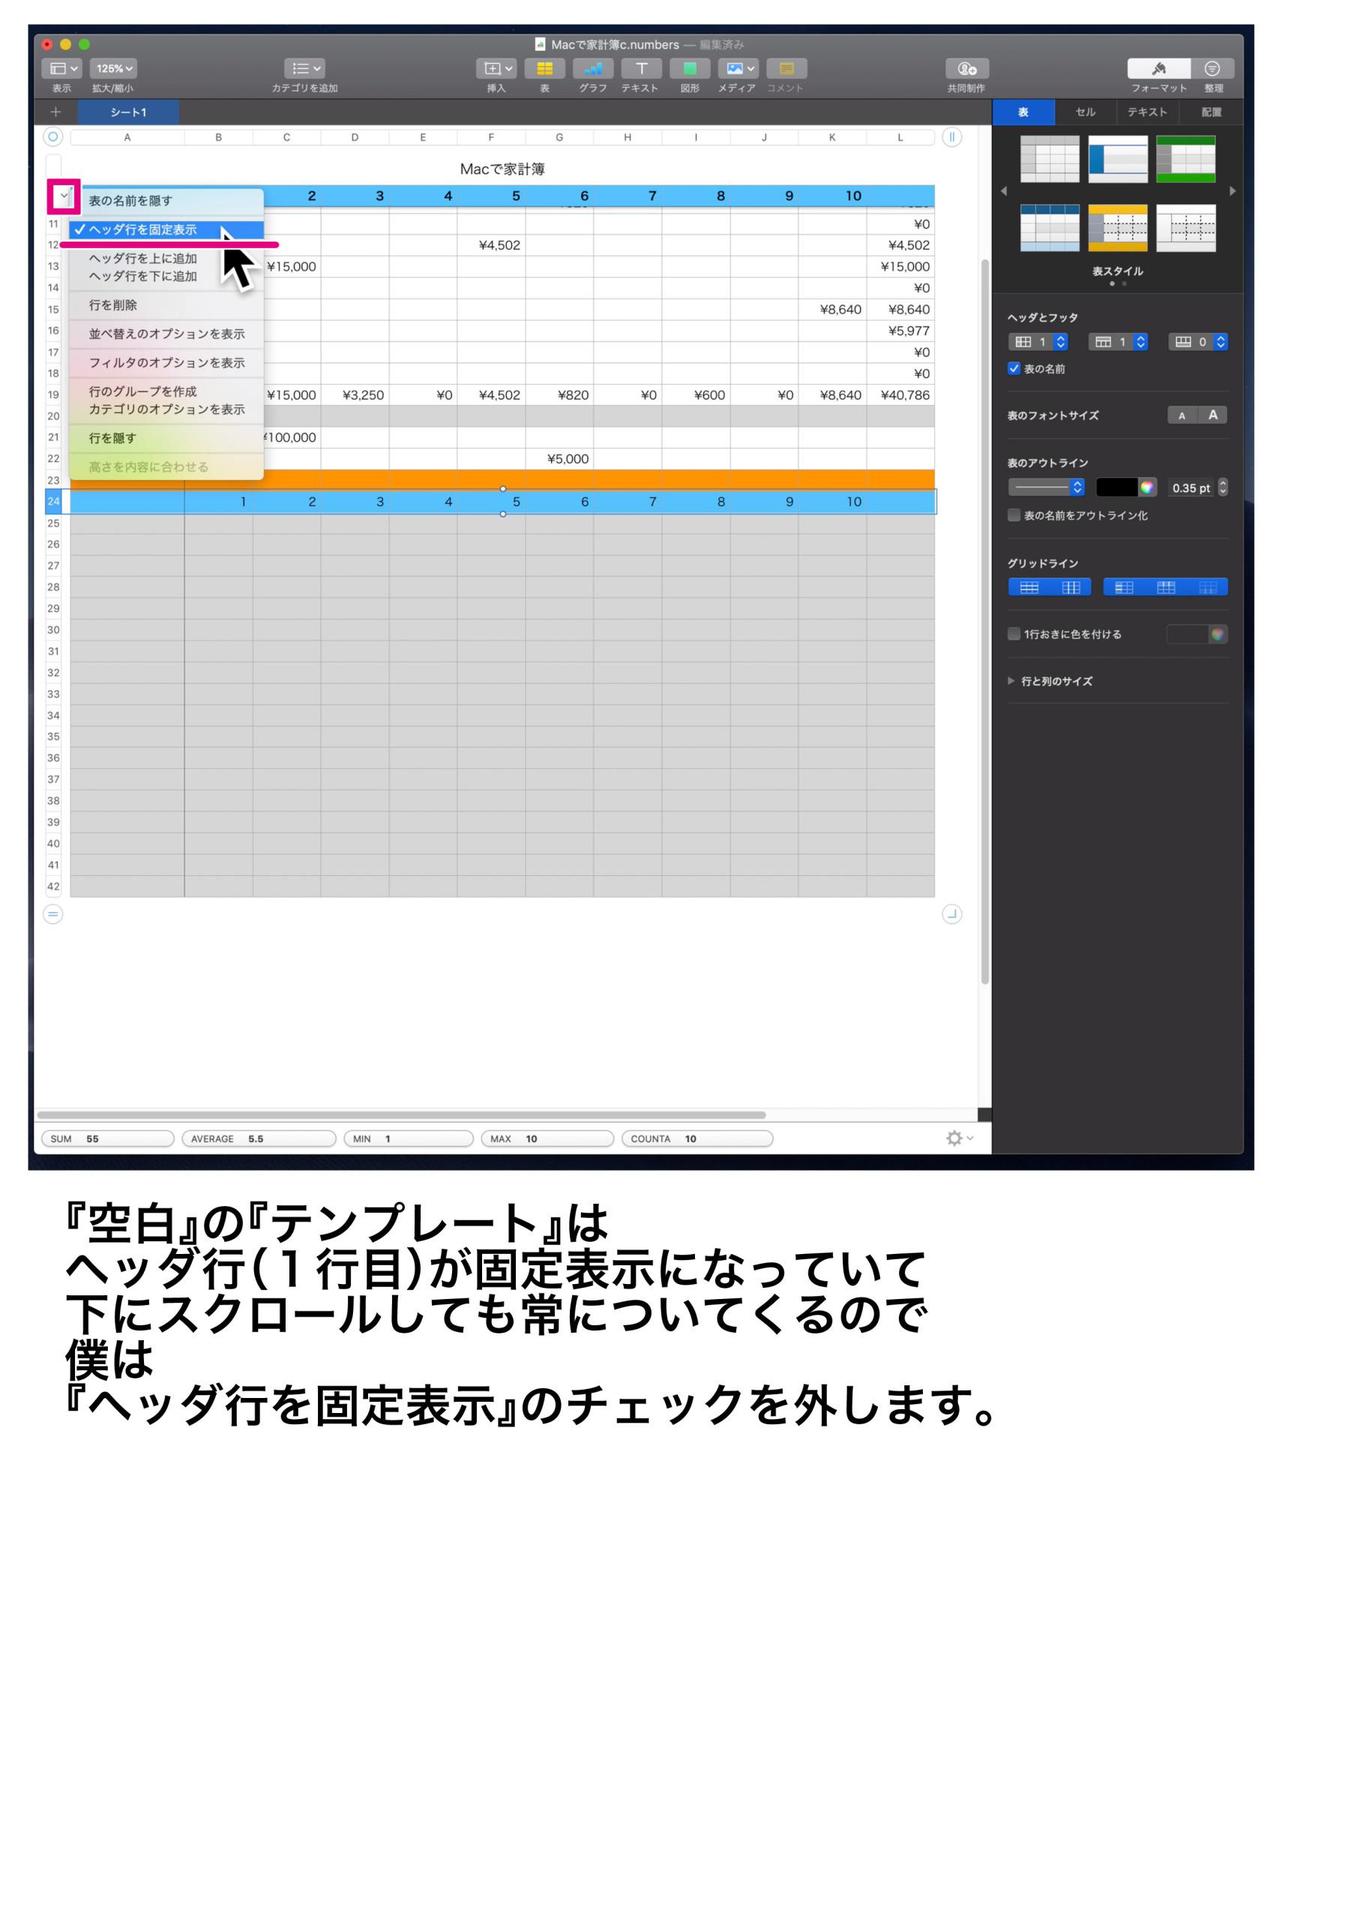 Macで家計簿c.numbers — 編集済み
125%
表示 拡大/縮小 カテゴリを追加 挿入 表 グラフ テキスト 図形 メディア コメント 共同制作 フォーマット 整理
シート1 表 セル テキスト 配置
A B C D E F G H I J K L
Macで家計簿
2 3 4 5 6 7 8 9 10
表の名前を隠す
✓ ヘッダ行を固定表示
ヘッダ行を上に追加
ヘッダ行を下に追加
行を削除
並べ替えのオプションを表示
フィルタのオプションを表示
行のグループを作成
カテゴリのオプションを表示
行を隠す
高さを内容に合わせる
11 ¥0
12 ¥4,502 ¥4,502
13 ¥15,000 ¥15,000
14 ¥0
15 ¥8,640 ¥8,640
16 ¥5,977
17 ¥0
18 ¥0
19 ¥15,000 ¥3,250 ¥0 ¥4,502 ¥820 ¥0 ¥600 ¥0 ¥8,640 ¥40,786
20
21 ¥100,000
22 ¥5,000
23
24 1 2 3 4 5 6 7 8 9 10
25
26
27
28
29
30
31
32
33
34
35
36
37
38
39
40
41
42
表スタイル
ヘッダとフッタ
1 1 0
表の名前
表のフォントサイズ A A
表のアウトライン
0.35 pt
表の名前をアウトライン化
グリッドライン
1行おきに色を付ける
行と列のサイズ
SUM 55 AVERAGE 5.5 MIN 1 MAX 10 COUNTA 10
『空白』の『テンプレート』は
ヘッダ行(１行目)が固定表示になっていて
下にスクロールしても常についてくるので
僕は
『ヘッダ行を固定表示』のチェックを外します。